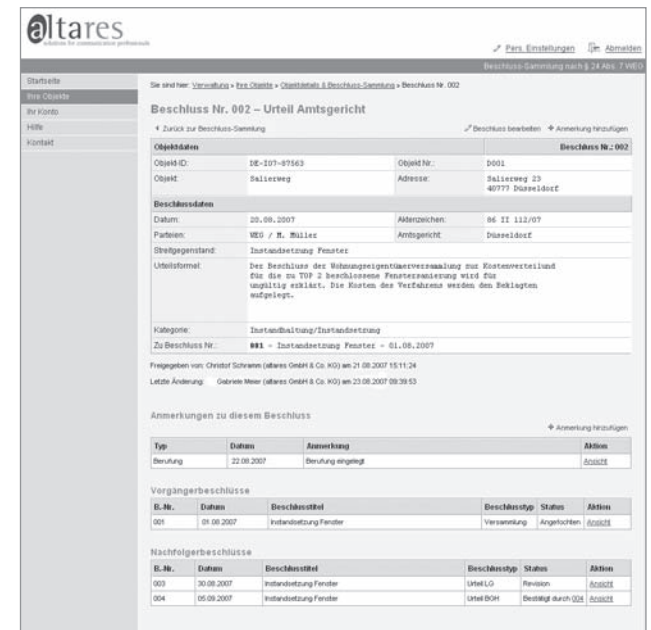 altares
solutions for communication professionals
Pers. Einstellungen Abmelden
Beschluss-Sammlung nach § 24 Abs. 7 WEG
Startseite
Ihre Objekte
Ihr Konto
Hilfe
Kontakt
Sie sind hier: Verwaltung » Ihre Objekte » Objektdetails & Beschluss-Sammlung » Beschluss Nr. 002
Beschluss Nr. 002 – Urteil Amtsgericht
Zurück zur Beschluss-Sammlung Beschluss bearbeiten Anmerkung hinzufügen
Objektdaten Beschluss Nr.: 002
Objekt-ID: DE-I07-87563 Objekt Nr.: D001
Objekt: Salierweg Adresse: Salierweg 23
40777 Düsseldorf
Beschlussdaten
Datum: 20.08.2007 Aktenzeichen: 86 II 112/07
Parteien: WEG / M. Müller Amtsgericht: Düsseldorf
Streitgegenstand: Instandsetzung Fenster
Urteilsformel: Der Beschluss der Wohnungseigentümerversammlung zur Kostenverteilund
für die zu TOP 2 beschlossene Fenstersanierung wird für
ungültig erklärt. Die Kosten des Verfahrens werden den Beklagten
aufgelegt.
Kategorie: Instandhaltung/Instandsetzung
Zu Beschluss Nr.: 001 - Instandsetzung Fenster - 01.08.2007
Freigegeben von: Christof Schramm (altares GmbH & Co. KG) am 21.08.2007 15:11:24
Letzte Änderung: Gabriele Meier (altares GmbH & Co. KG) am 23.08.2007 09:39:53
Anmerkungen zu diesem Beschluss
Anmerkung hinzufügen
Typ Datum Anmerkung Aktion
Berufung 22.08.2007 Berufung eingelegt Ansicht
Vorgängerbeschlüsse
B.-Nr. Datum Beschlusstitel Beschlusstyp Status Aktion
001 01.08.2007 Instandsetzung Fenster Versammlung Angefochten Ansicht
Nachfolgerbeschlüsse
B.-Nr. Datum Beschlusstitel Beschlusstyp Status Aktion
003 30.08.2007 Instandsetzung Fenster Urteil LG Revision Ansicht
004 05.09.2007 Instandsetzung Fenster Urteil BGH Bestätigt durch 004 Ansicht